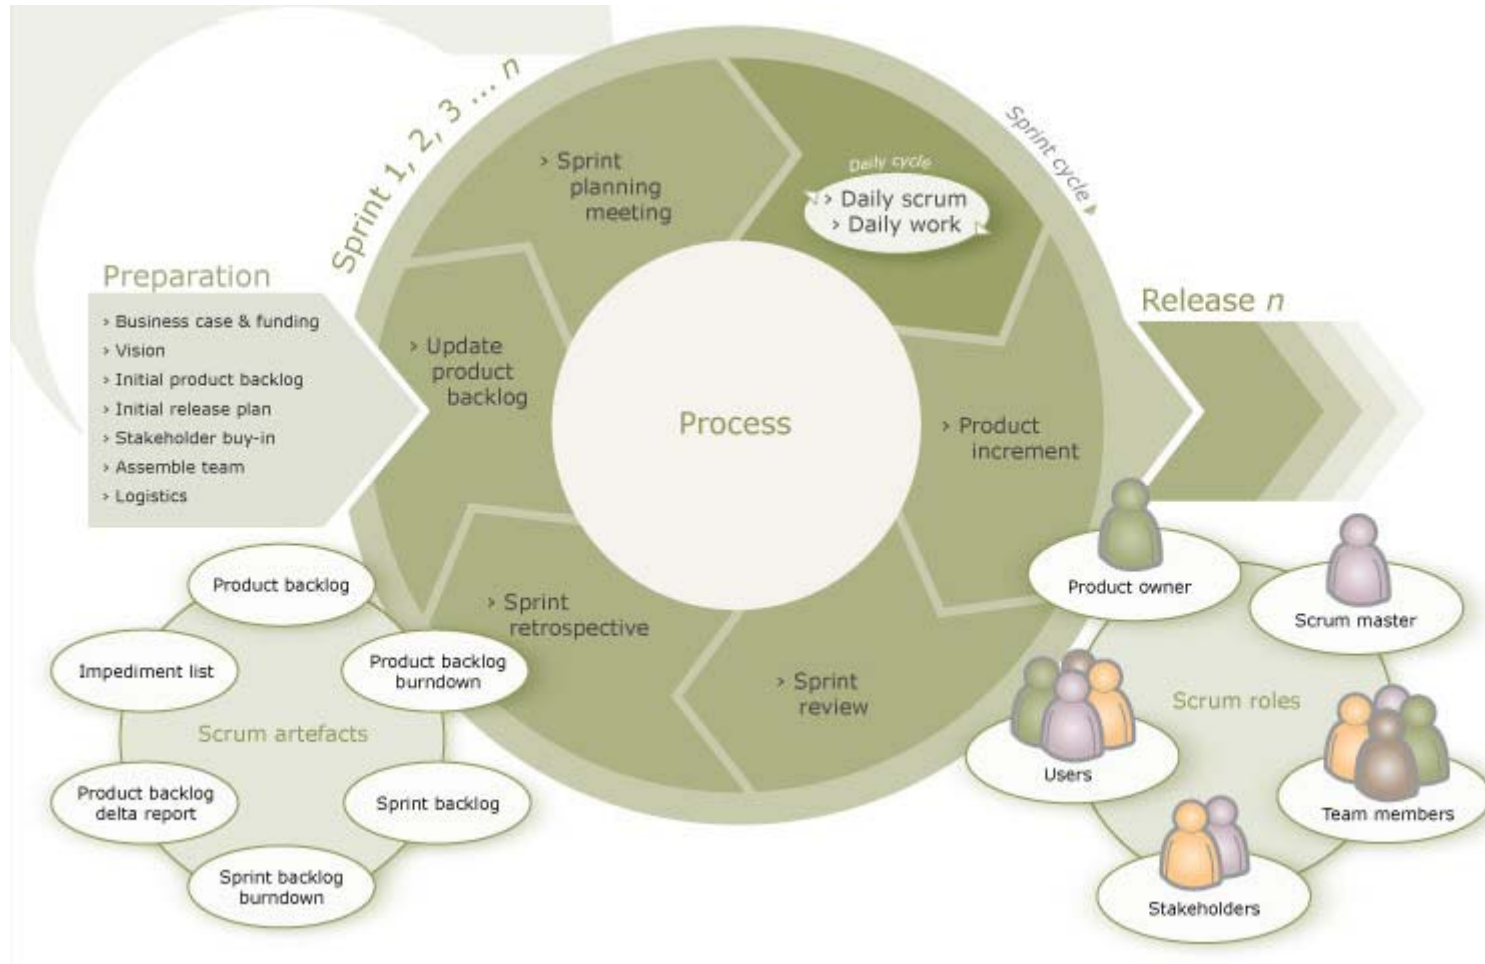 Sprint 1, 2, 3 ... n
Sprint cycle
Preparation
› Business case & funding
› Vision
› Initial product backlog
› Initial release plan
› Stakeholder buy-in
› Assemble team
› Logistics
› Sprint
planning
meeting
Daily cycle
› Daily scrum
› Daily work
› Update
product
backlog
Process
› Product
increment
› Sprint
retrospective
› Sprint
review
Release n
Product backlog
Impediment list
Product backlog
burndown
Scrum artefacts
Product backlog
delta report
Sprint backlog
Sprint backlog
burndown
Product owner
Scrum master
Scrum roles
Users
Team members
Stakeholders